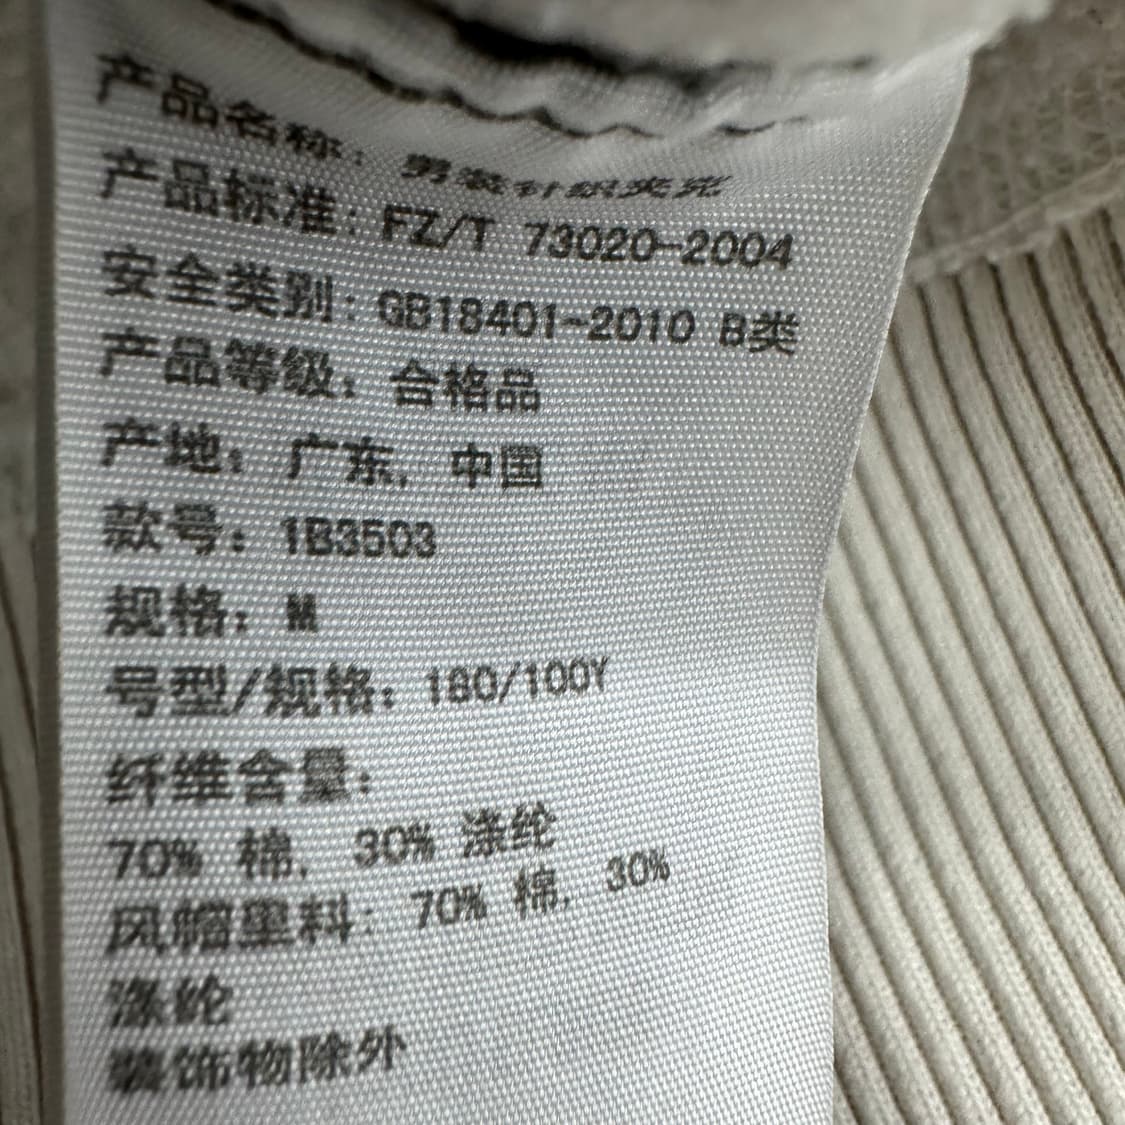 产品名称：男装针织夹克
产品标准：FZ/T 73020-2004
安全类别：GB18401-2010 B类
产品等级：合格品
产地：广东，中国
款号：1B3503
规格：M
号型/规格：180/100Y
纤维含量：
70% 棉，30% 涤纶
风帽里料：70% 棉，30%
涤纶
装饰物除外